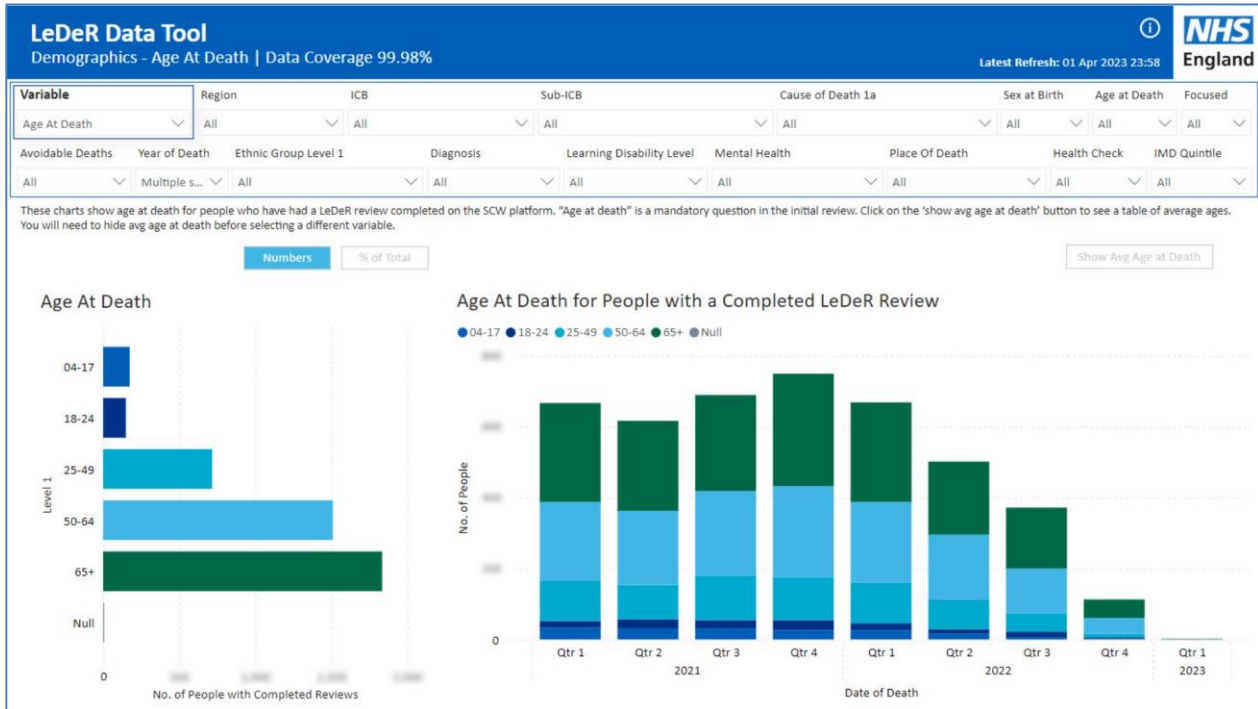 LeDeR Data Tool
Demographics - Age At Death | Data Coverage 99.98%
Latest Refresh: 01 Apr 2023 23:58
NHS
England
Variable Region ICB Sub-ICB Cause of Death 1a Sex at Birth Age at Death Focused
Age At Death All All All All All All All
Avoidable Deaths Year of Death Ethnic Group Level 1 Diagnosis Learning Disability Level Mental Health Place Of Death Health Check IMD Quintile
All Multiple s... All All All All All All All
These charts show age at death for people who have had a LeDeR review completed on the SCW platform. "Age at death" is a mandatory question in the initial review. Click on the 'show avg age at death' button to see a table of average ages.
You will need to hide avg age at death before selecting a different variable.
Numbers % of Total Show Avg Age at Death
Age At Death
Level 1
04-17
18-24
25-49
50-64
65+
Null
0
No. of People with Completed Reviews
Age At Death for People with a Completed LeDeR Review
04-17 18-24 25-49 50-64 65+ Null
No. of People
0
Qtr 1 Qtr 2 Qtr 3 Qtr 4 Qtr 1 Qtr 2 Qtr 3 Qtr 4 Qtr 1
2021 2022 2023
Date of Death